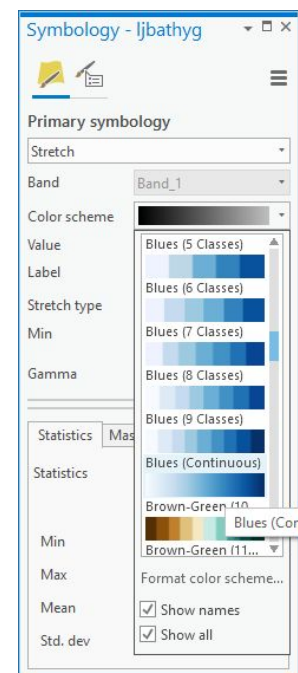 Symbology - ljbathyg
Primary symbology
Stretch
Band Band_1
Color scheme
Value
Label
Stretch type
Min
Gamma
Blues (5 Classes)
Blues (6 Classes)
Blues (7 Classes)
Blues (8 Classes)
Blues (9 Classes)
Blues (Continuous)
Brown-Green (10
Blues (Cor
Brown-Green (11...
Format color scheme...
Show names
Show all
Statistics Mas
Statistics
Min
Max
Mean
Std. dev